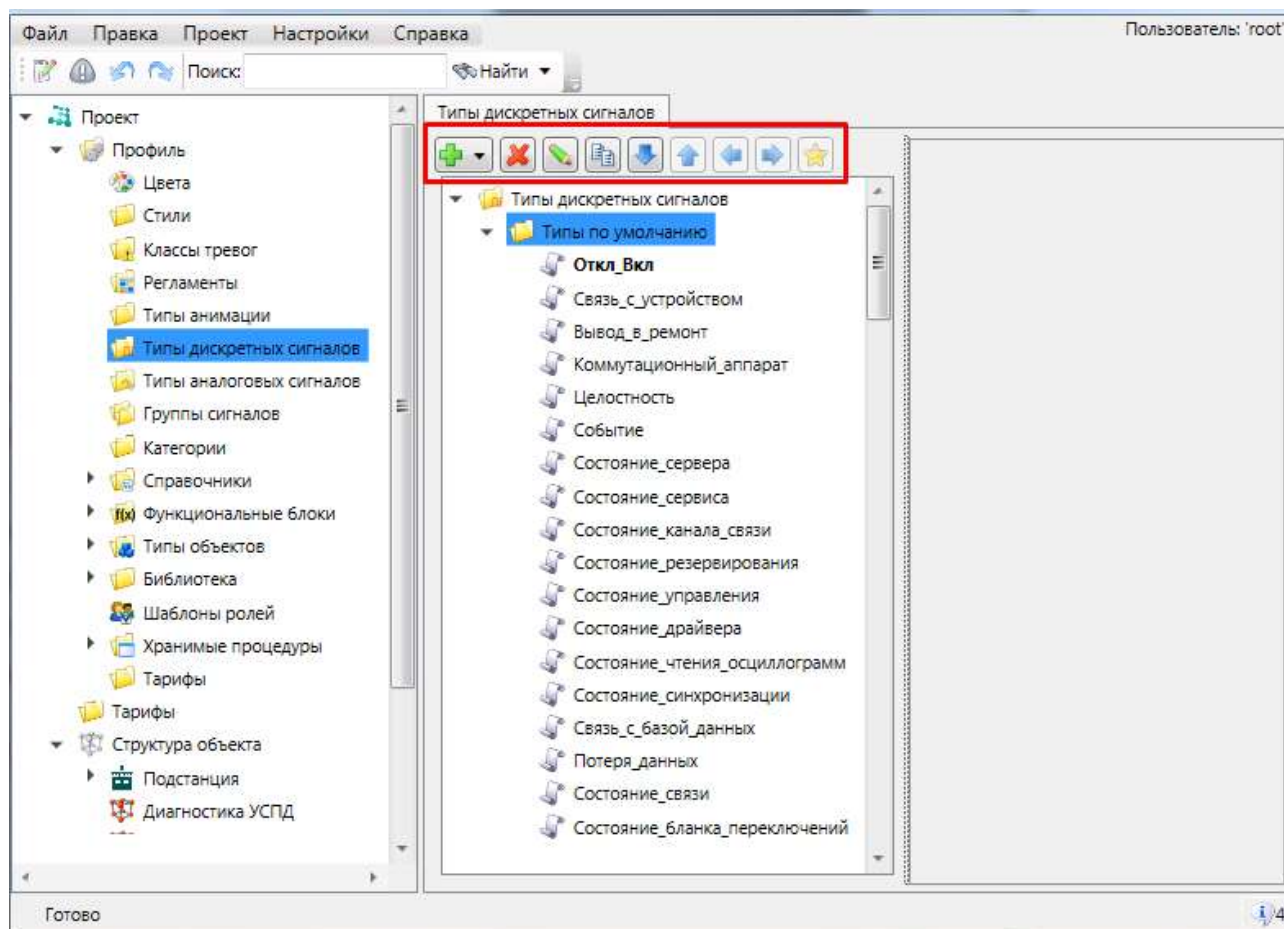 Файл Правка Проект Настройки Справка
Пользователь: 'root'
Поиск: Найти
Проект
Профиль
Цвета
Стили
Классы тревог
Регламенты
Типы анимации
Типы дискретных сигналов
Типы аналоговых сигналов
Группы сигналов
Категории
Справочники
f(x) Функциональные блоки
Типы объектов
Библиотека
Шаблоны ролей
Хранимые процедуры
Тарифы
Тарифы
Структура объекта
Подстанция
Диагностика УСПД
Типы дискретных сигналов
Типы дискретных сигналов
Типы по умолчанию
Откл_Вкл
Связь_с_устройством
Вывод_в_ремонт
Коммутационный_аппарат
Целостность
Событие
Состояние_сервера
Состояние_сервиса
Состояние_канала_связи
Состояние_резервирования
Состояние_управления
Состояние_драйвера
Состояние_чтения_осциллограмм
Состояние_синхронизации
Связь_с_базой_данных
Потеря_данных
Состояние_связи
Состояние_бланка_переключений
Готово
4